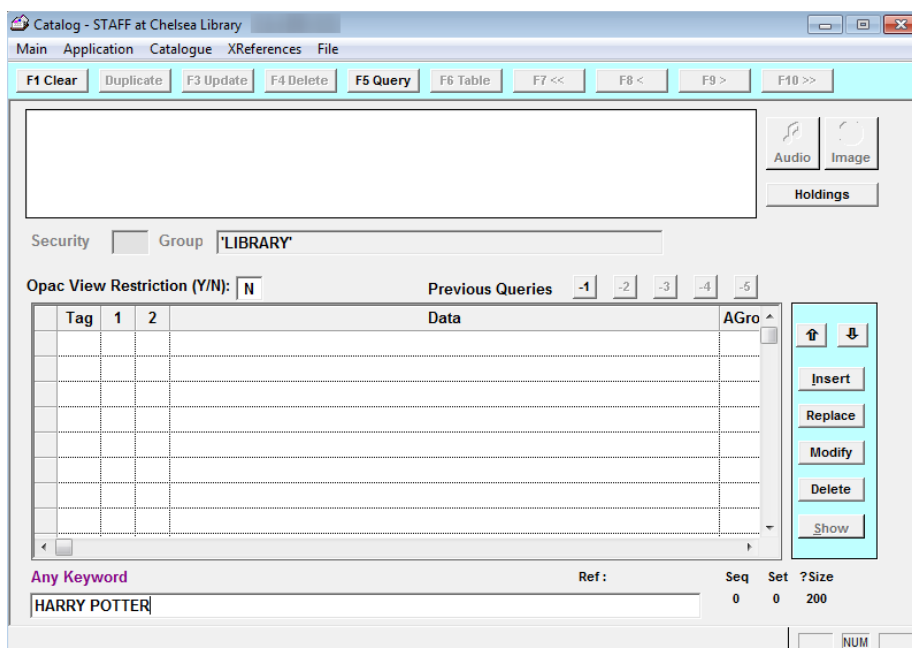 Catalog - STAFF at Chelsea Library
Main Application Catalogue XReferences File
F1 Clear Duplicate F3 Update F4 Delete F5 Query F6 Table F7 << F8 < F9 > F10 >>
Audio Image
Holdings
Security Group 'LIBRARY'
Opac View Restriction (Y/N): N Previous Queries -1 -2 -3 -4 -5
Tag 1 2 Data AGro
Insert
Replace
Modify
Delete
Show
Any Keyword Ref : Seq Set ?Size
HARRY POTTER 0 0 200
NUM